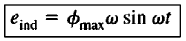 e_ind = ϕ_max ω sin ωt